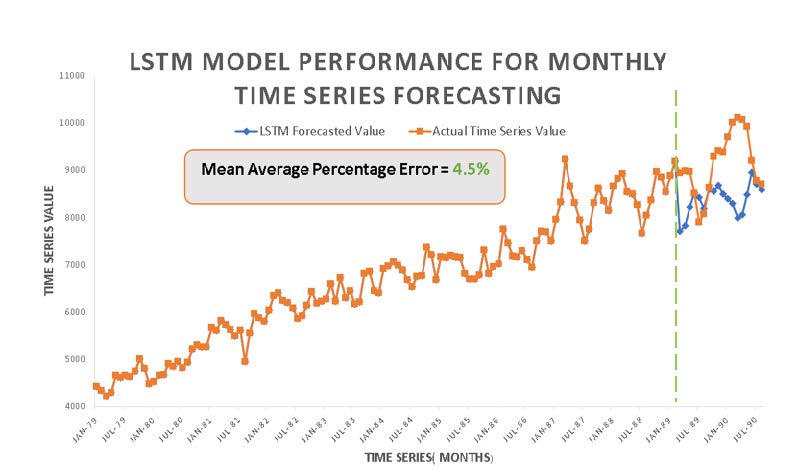 LSTM MODEL PERFORMANCE FOR MONTHLY
TIME SERIES FORECASTING
LSTM Forecasted Value
Actual Time Series Value
Mean Average Percentage Error = 4.5%
TIME SERIES VALUE
11000
10000
9000
8000
7000
6000
5000
4000
JAN-79
JUL-79
JAN-80
JUL-80
JAN-81
JUL-81
JAN-82
JUL-82
JAN-83
JUL-83
JAN-84
JUL-84
JAN-85
JUL-85
JAN-86
JAN-87
JUL-87
JAN-88
JUL-88
JAN-89
JUL-89
JAN-90
JUL-90
TIME SERIES( MONTHS)